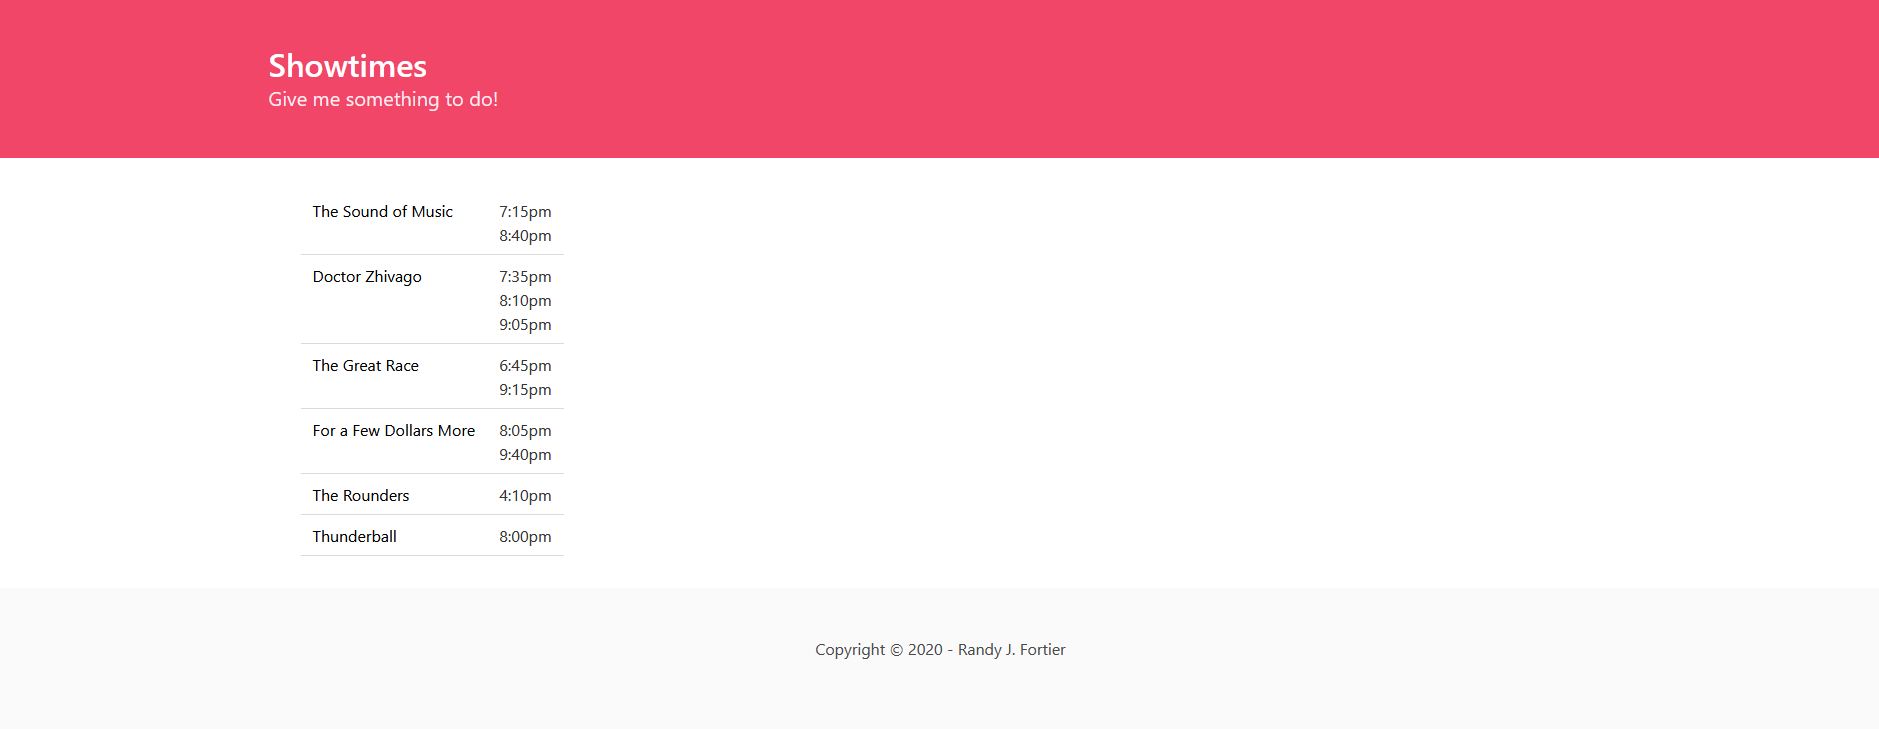 Showtimes
Give me something to do!
The Sound of Music 7:15pm
8:40pm
Doctor Zhivago 7:35pm
8:10pm
9:05pm
The Great Race 6:45pm
9:15pm
For a Few Dollars More 8:05pm
9:40pm
The Rounders 4:10pm
Thunderball 8:00pm
Copyright © 2020 - Randy J. Fortier